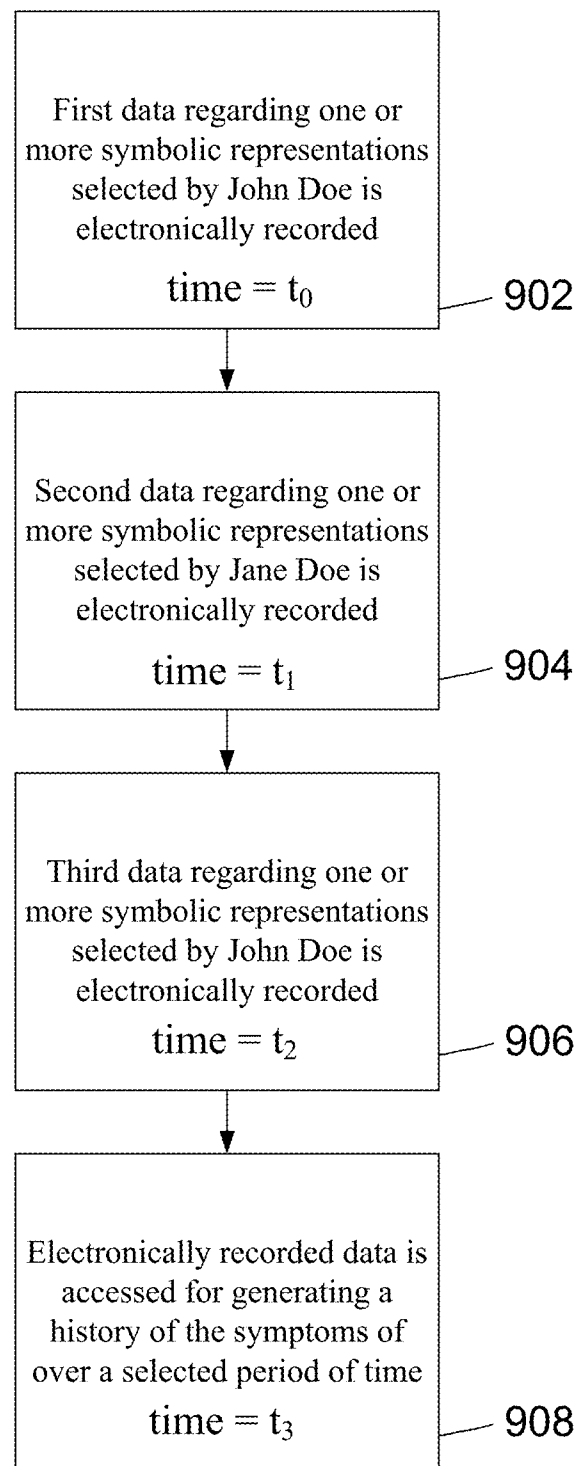 First data regarding one or
more symbolic representations
selected by John Doe is
electronically recorded
time = t₀
902
Second data regarding one or
more symbolic representations
selected by Jane Doe is
electronically recorded
time = t₁
904
Third data regarding one or
more symbolic representations
selected by John Doe is
electronically recorded
time = t₂
906
Electronically recorded data is
accessed for generating a
history of the symptoms of
over a selected period of time
time = t₃
908